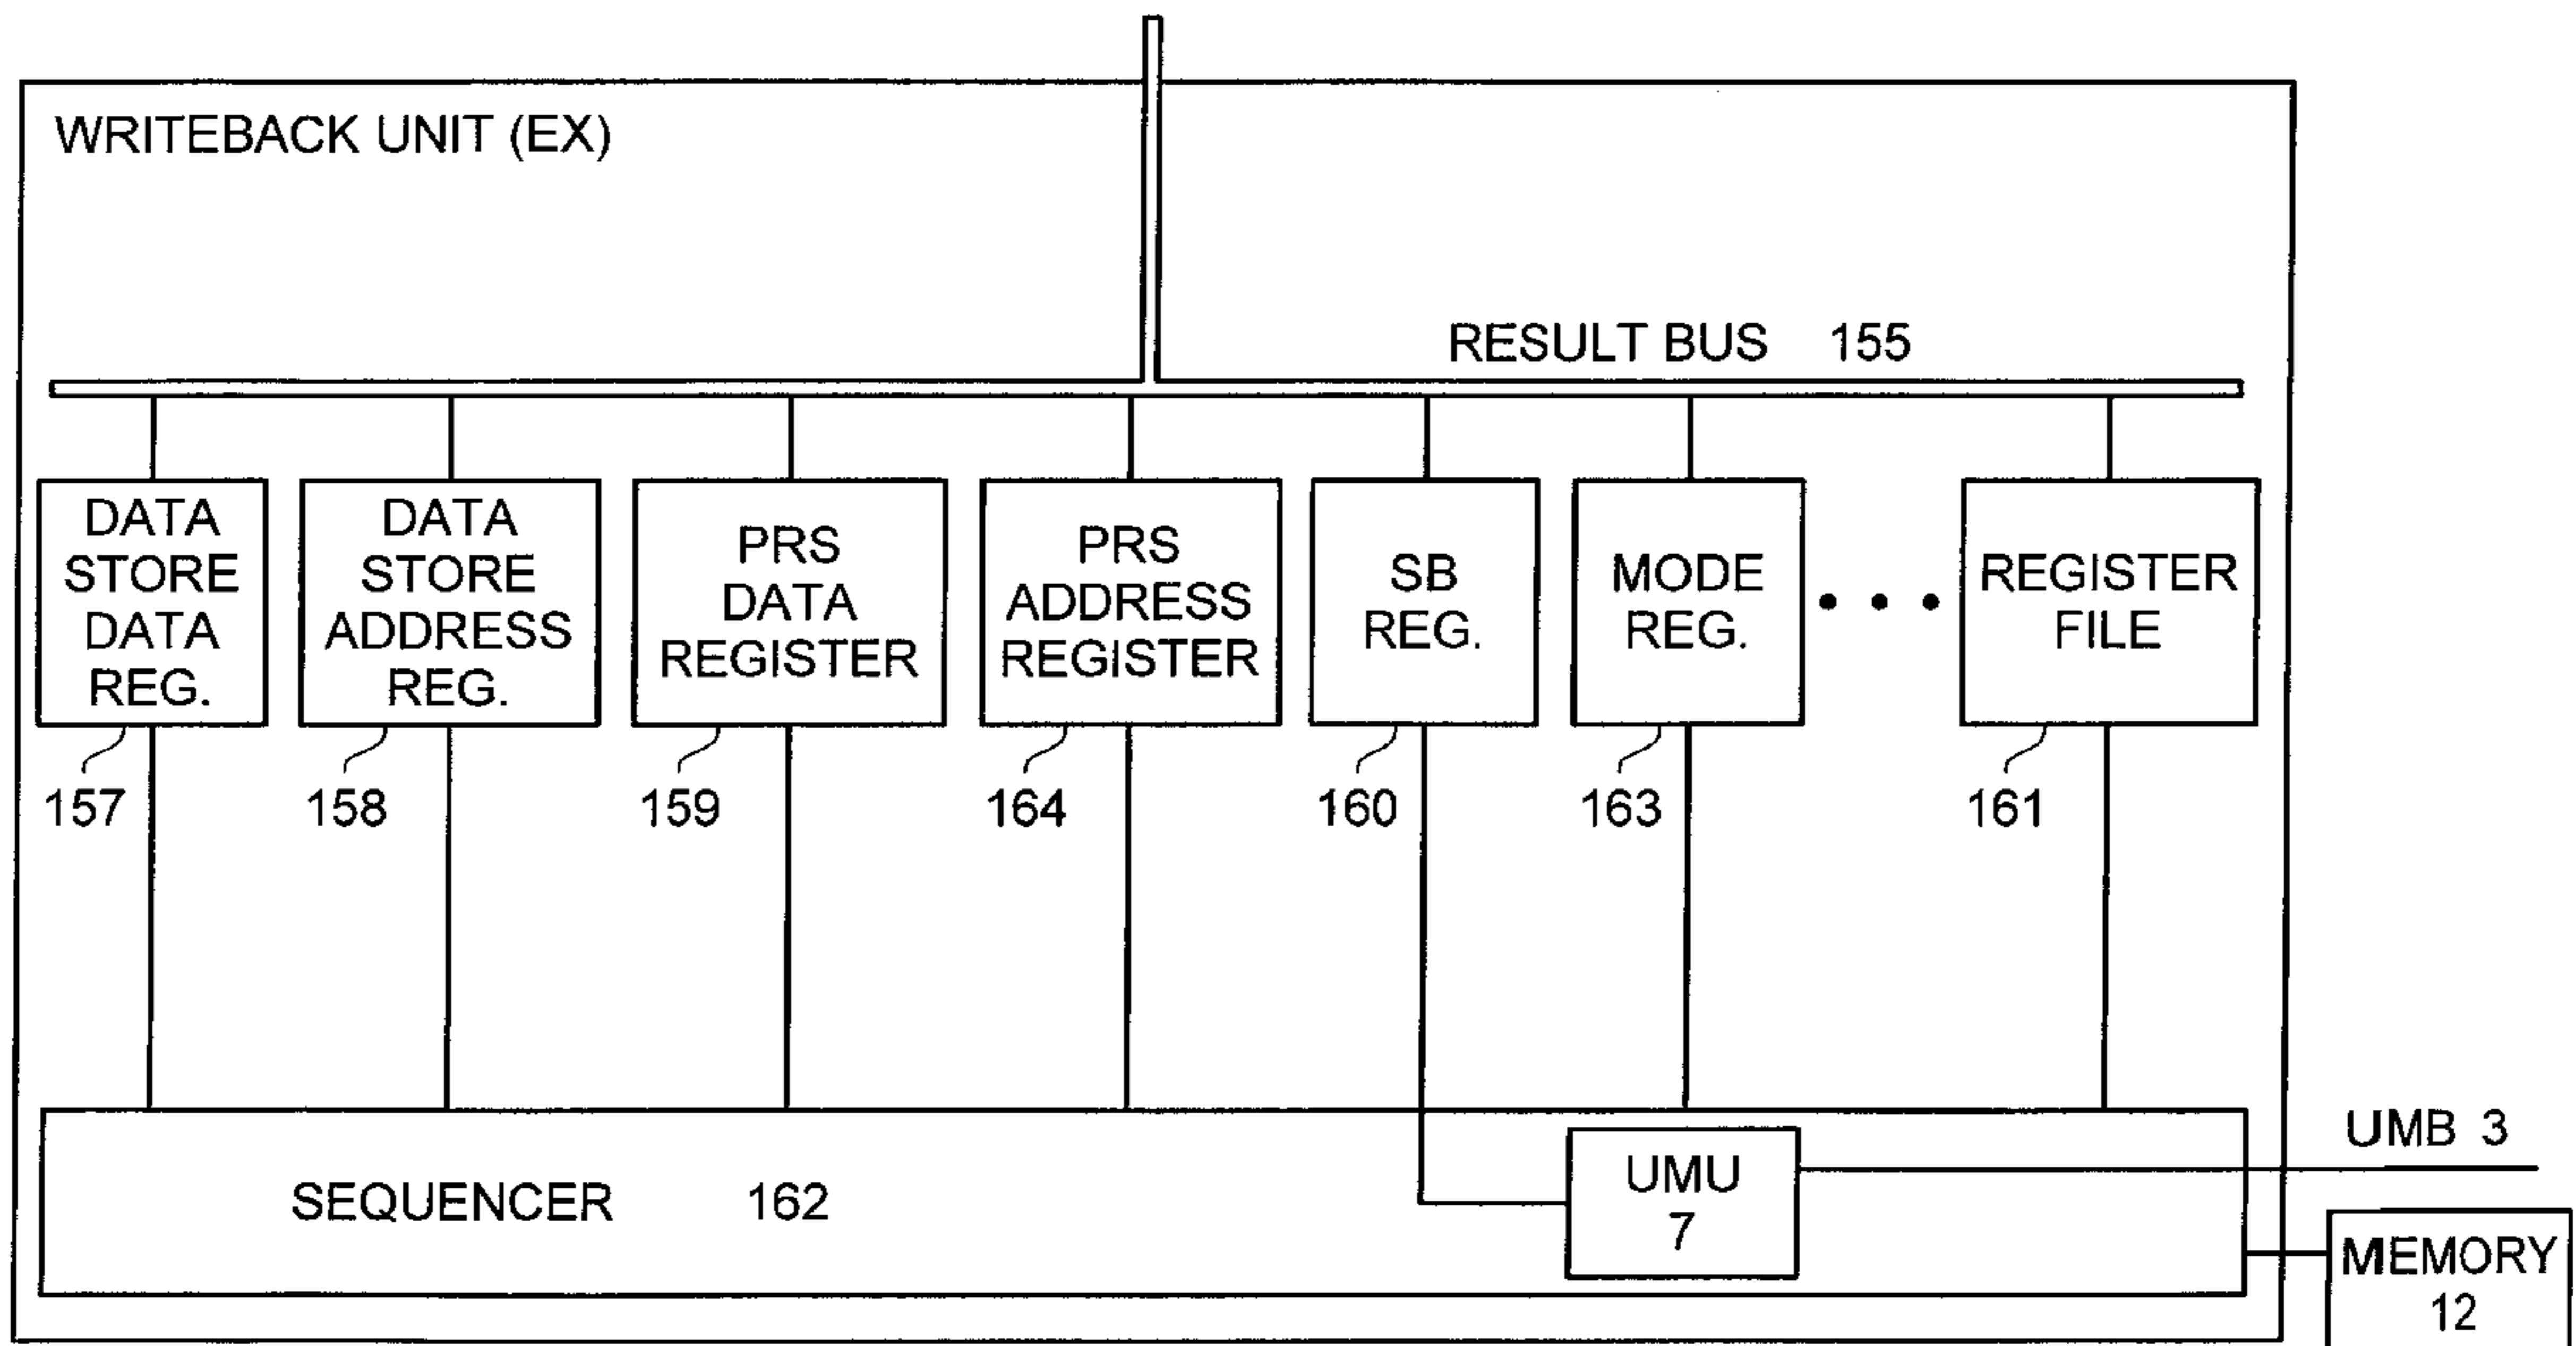 WRITEBACK UNIT (EX)
RESULT BUS 155
DATA
STORE
DATA
REG.
157
DATA
STORE
ADDRESS
REG.
158
PRS
DATA
REGISTER
159
PRS
ADDRESS
REGISTER
164
SB
REG.
160
MODE
REG.
163
• • •
REGISTER
FILE
161
SEQUENCER 162
UMU
7
UMB 3
MEMORY
12